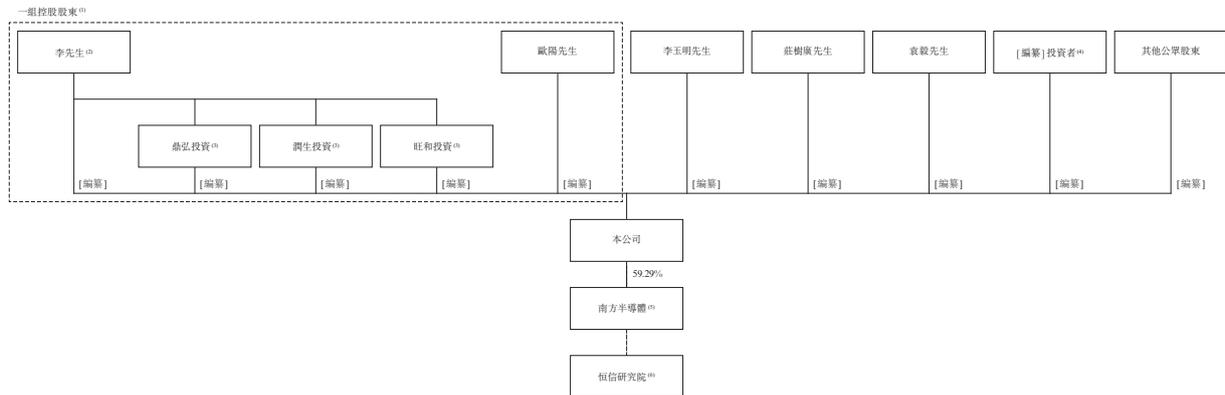 一組控股股東(1)
李先生(2)
歐陽先生
李玉明先生
莊樹廣先生
袁毅先生
[編纂]投資者(4)
其他公眾股東
鼎弘投資(3)
潤生投資(3)
旺和投資(3)
[編纂]
[編纂]
[編纂]
[編纂]
[編纂]
[編纂]
[編纂]
[編纂]
[編纂]
[編纂]
本公司
59.29%
南方半導體(5)
恒信研究院(6)